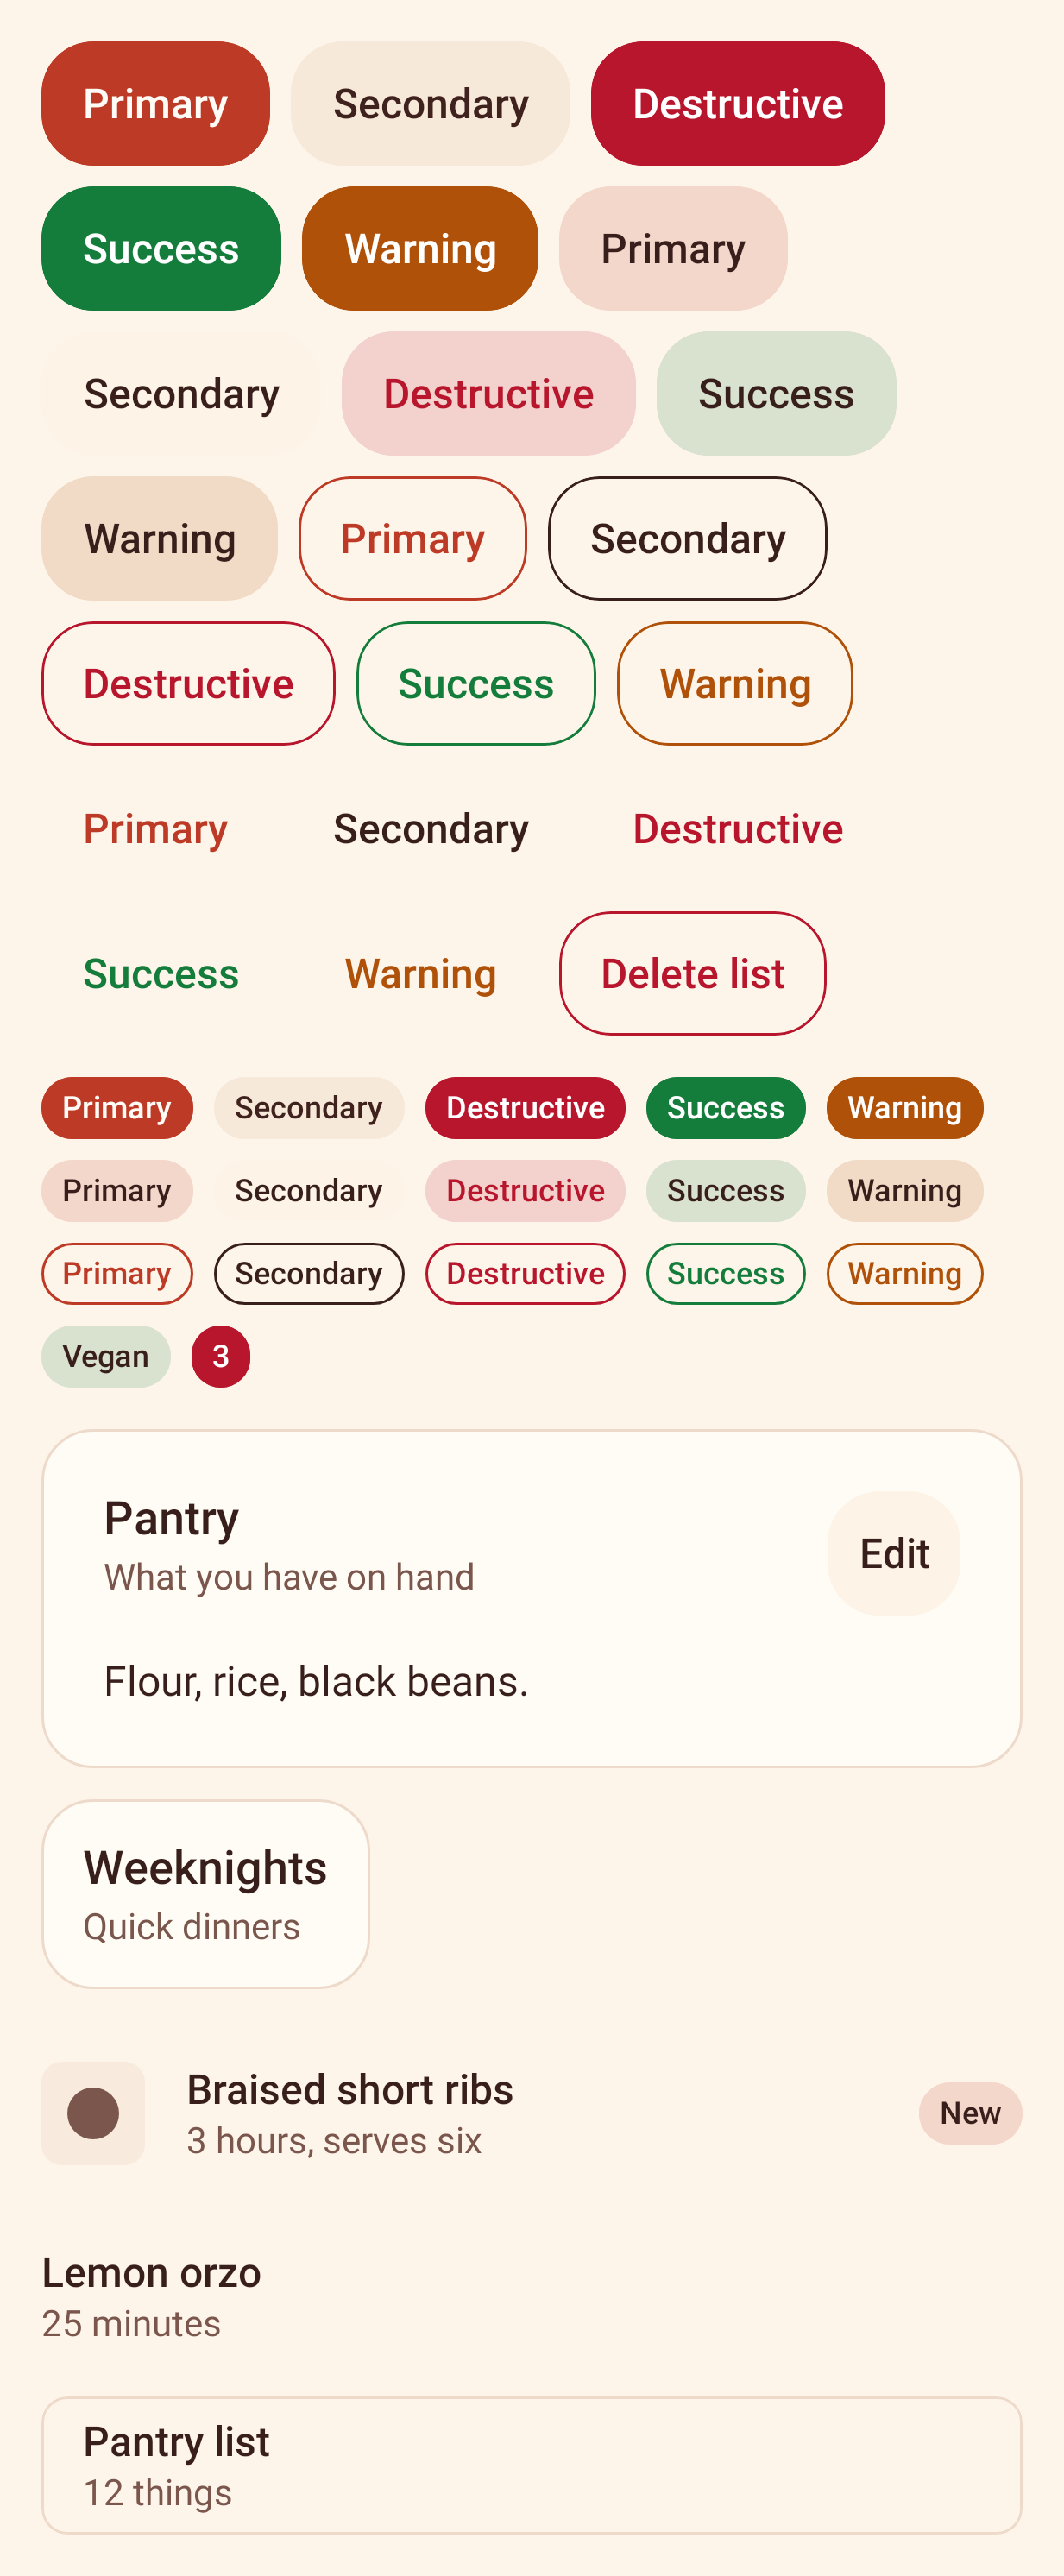 Primary Secondary Destructive
Success Warning Primary
Secondary Destructive Success
Warning Primary Secondary
Destructive Success Warning
Primary Secondary Destructive
Success Warning Delete list
Primary Secondary Destructive Success Warning
Primary Secondary Destructive Success Warning
Primary Secondary Destructive Success Warning
Vegan 3
Pantry
What you have on hand
Edit
Flour, rice, black beans.
Weeknights
Quick dinners
Braised short ribs
3 hours, serves six
New
Lemon orzo
25 minutes
Pantry list
12 things